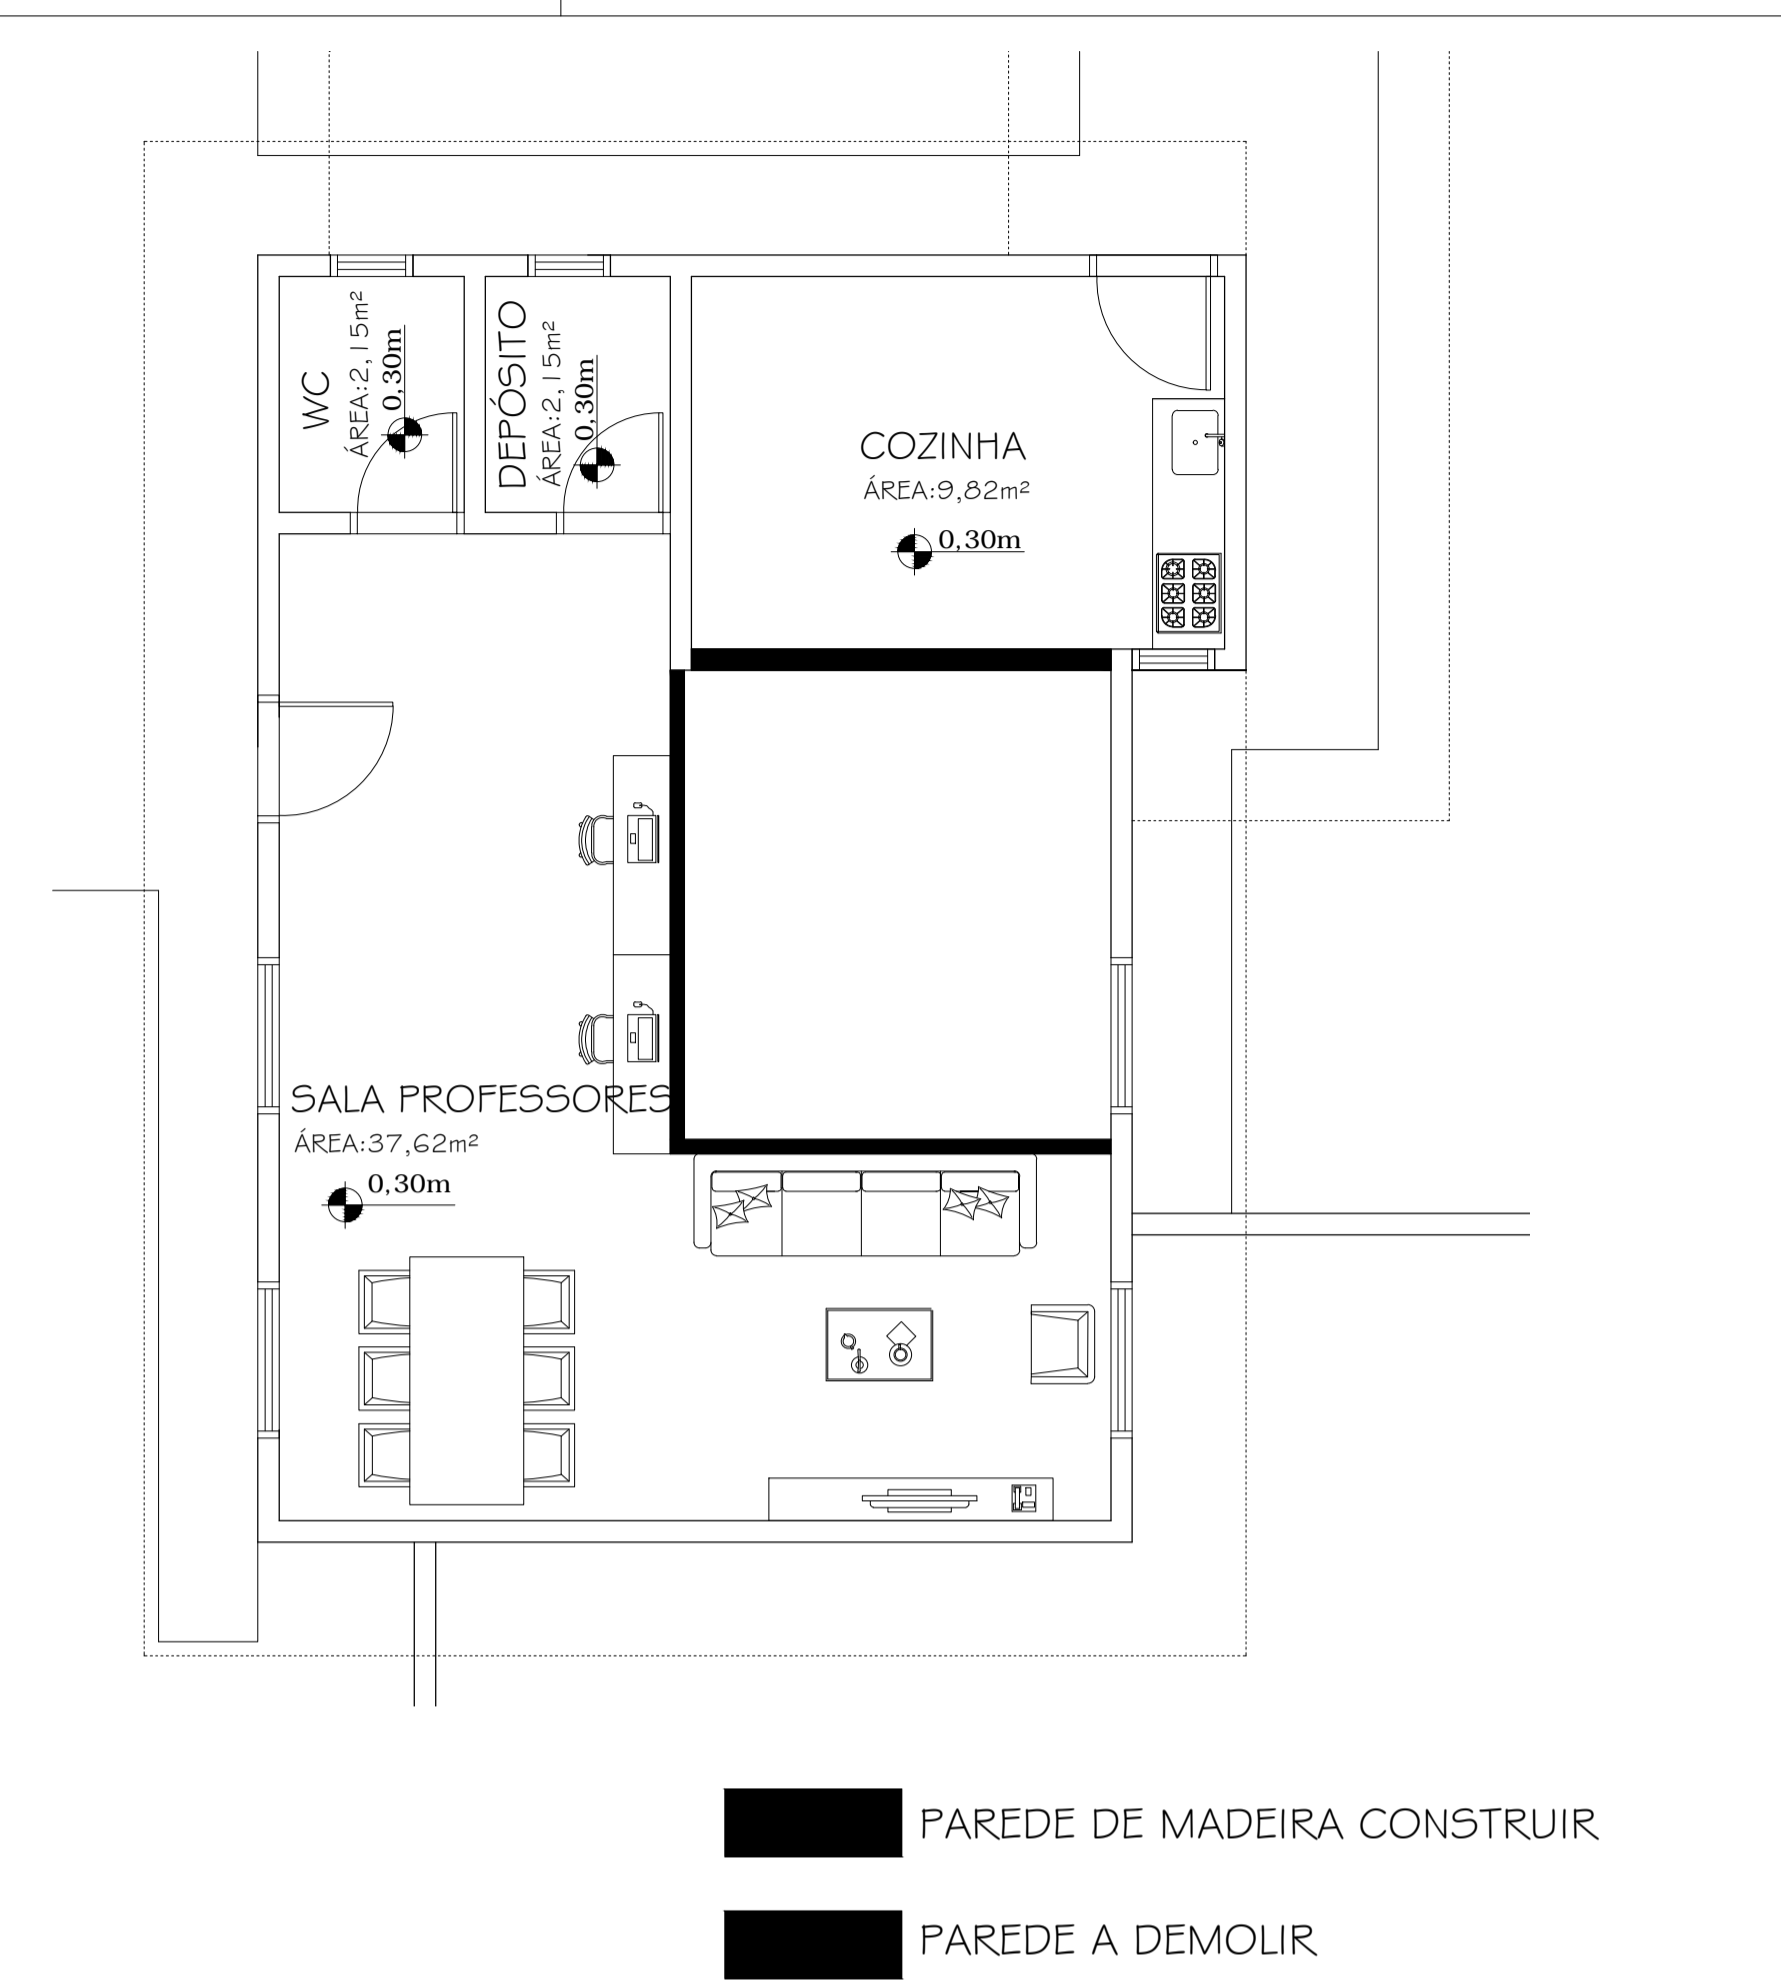 WC
ÁREA:2,15m²
0,30m
DEPÓSITO
ÁREA:2,15m²
0,30m
COZINHA
ÁREA:9,82m²
0,30m
SALA PROFESSORES
ÁREA:37,62m²
0,30m
PAREDE DE MADEIRA CONSTRUIR
PAREDE A DEMOLIR